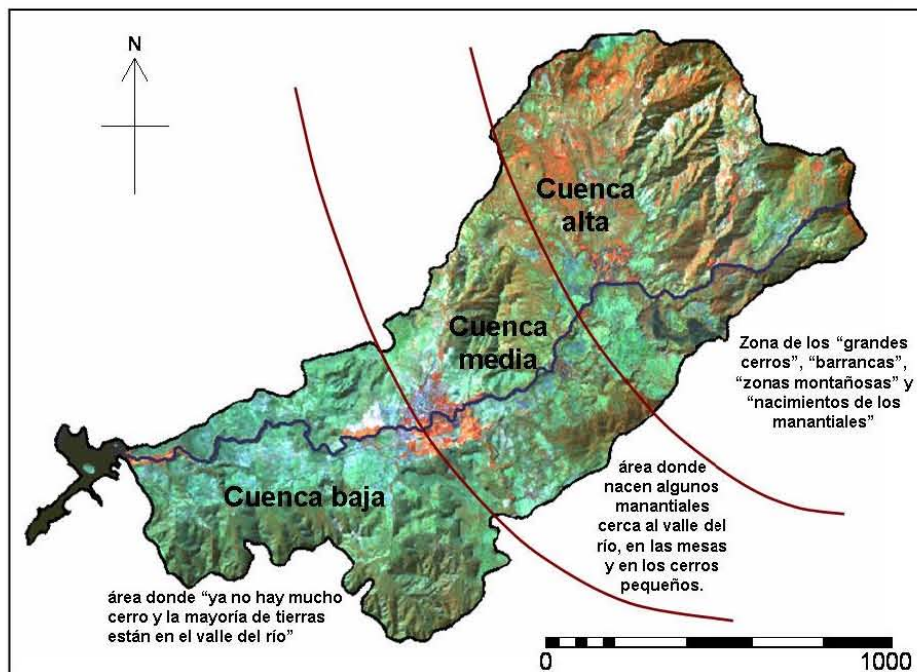 N
Cuenca
alta
Cuenca
media
Zona de los “grandes
cerros”, “barrancas”,
“zonas montañosas” y
“nacimientos de los
manantiales”
área donde
nacen algunos
manantiales
cerca al valle del
río, en las mesas
y en los cerros
pequeños.
Cuenca baja
área donde “ya no hay mucho
cerro y la mayoría de tierras
están en el valle del río”
0 1000